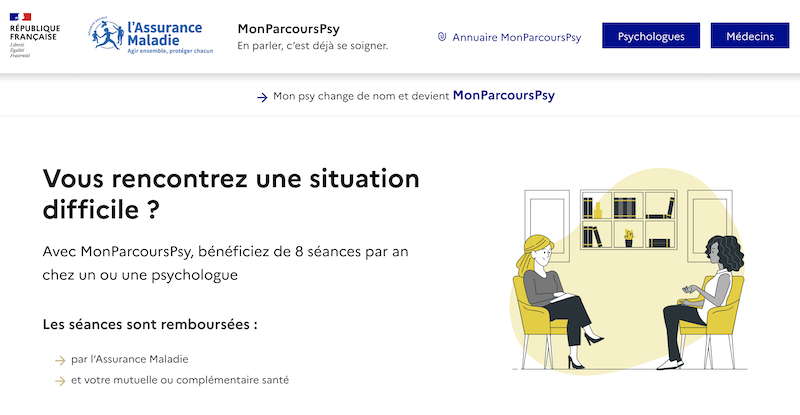 RÉPUBLIQUE
FRANÇAISE
Liberté
Égalité
Fraternité
l'Assurance
Maladie
Agir ensemble, protéger chacun
MonParcoursPsy
En parler, c'est déjà se soigner.
Annuaire MonParcoursPsy
Psychologues
Médecins
Mon psy change de nom et devient MonParcoursPsy
Vous rencontrez une situation
difficile ?
Avec MonParcoursPsy, bénéficiez de 8 séances par an
chez un ou une psychologue
Les séances sont remboursées :
par l'Assurance Maladie
et votre mutuelle ou complémentaire santé